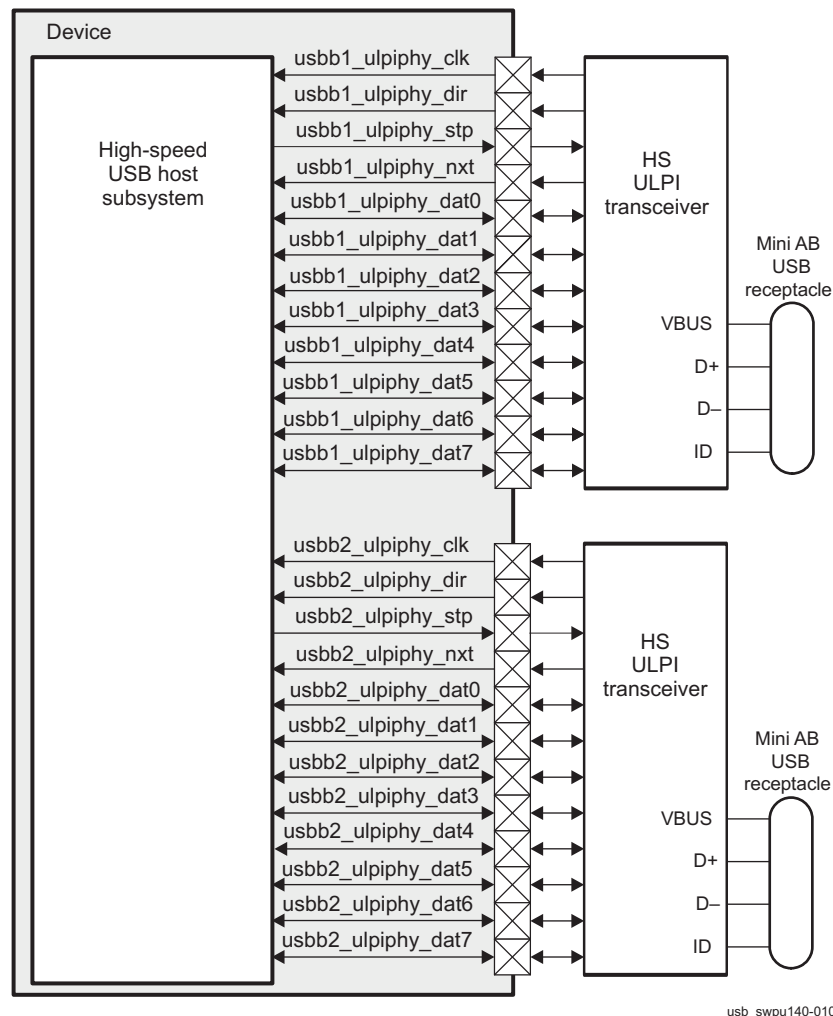 Device
High-speed
USB host
subsystem
usbb1_ulpiphy_clk
usbb1_ulpiphy_dir
usbb1_ulpiphy_stp
usbb1_ulpiphy_nxt
usbb1_ulpiphy_dat0
usbb1_ulpiphy_dat1
usbb1_ulpiphy_dat2
usbb1_ulpiphy_dat3
usbb1_ulpiphy_dat4
usbb1_ulpiphy_dat5
usbb1_ulpiphy_dat6
usbb1_ulpiphy_dat7
HS
ULPI
transceiver
VBUS
D+
D–
ID
Mini AB
USB
receptacle
usbb2_ulpiphy_clk
usbb2_ulpiphy_dir
usbb2_ulpiphy_stp
usbb2_ulpiphy_nxt
usbb2_ulpiphy_dat0
usbb2_ulpiphy_dat1
usbb2_ulpiphy_dat2
usbb2_ulpiphy_dat3
usbb2_ulpiphy_dat4
usbb2_ulpiphy_dat5
usbb2_ulpiphy_dat6
usbb2_ulpiphy_dat7
HS
ULPI
transceiver
VBUS
D+
D–
ID
Mini AB
USB
receptacle
usb_swpu140-010